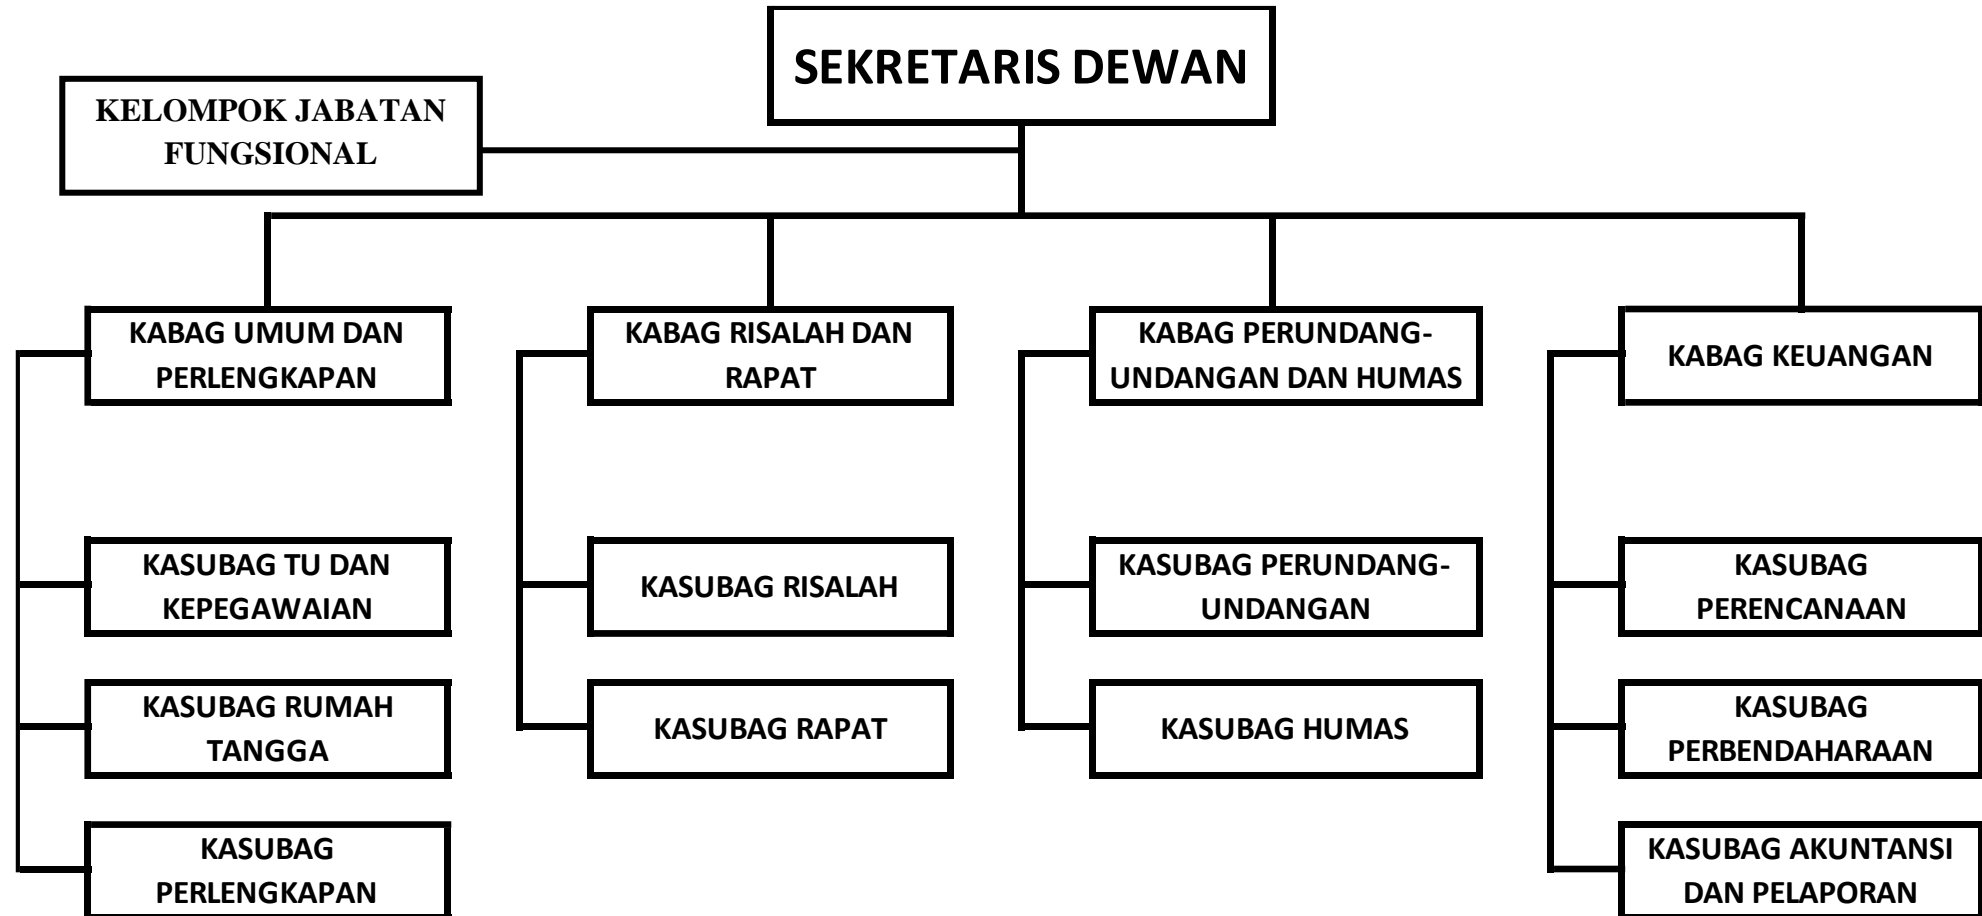 SEKRETARIS DEWAN
KELOMPOK JABATAN
FUNGSIONAL
KABAG UMUM DAN
PERLENGKAPAN
KABAG RISALAH DAN
RAPAT
KABAG PERUNDANG-
UNDANGAN DAN HUMAS
KABAG KEUANGAN
KASUBAG TU DAN
KEPEGAWAIAN
KASUBAG RISALAH
KASUBAG PERUNDANG-
UNDANGAN
KASUBAG
PERENCANAAN
KASUBAG RUMAH
TANGGA
KASUBAG RAPAT
KASUBAG HUMAS
KASUBAG
PERBENDAHARAAN
KASUBAG
PERLENGKAPAN
KASUBAG AKUNTANSI
DAN PELAPORAN